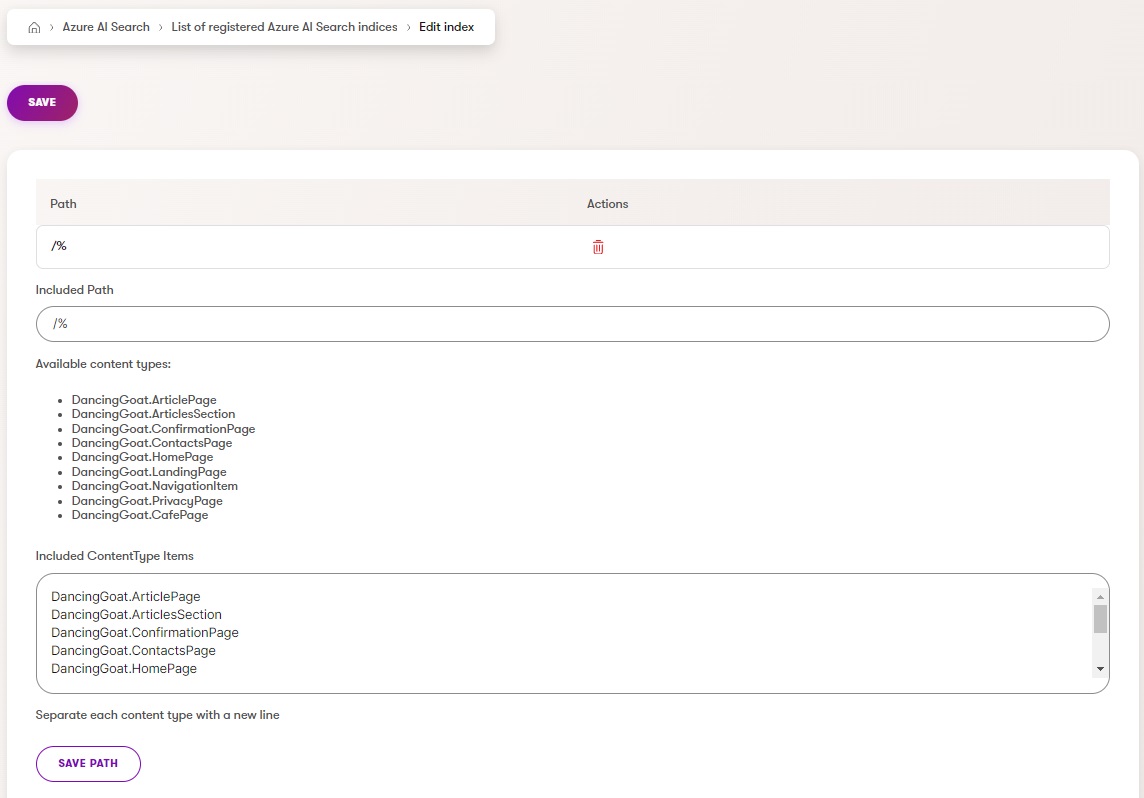 Azure AI Search › List of registered Azure AI Search indices › Edit index
SAVE
Path Actions
/%
Included Path
/%
Available content types:
• DancingGoat.ArticlePage
• DancingGoat.ArticlesSection
• DancingGoat.ConfirmationPage
• DancingGoat.ContactsPage
• DancingGoat.HomePage
• DancingGoat.LandingPage
• DancingGoat.NavigationItem
• DancingGoat.PrivacyPage
• DancingGoat.CafePage
Included ContentType Items
DancingGoat.ArticlePage
DancingGoat.ArticlesSection
DancingGoat.ConfirmationPage
DancingGoat.ContactsPage
DancingGoat.HomePage
Separate each content type with a new line
SAVE PATH